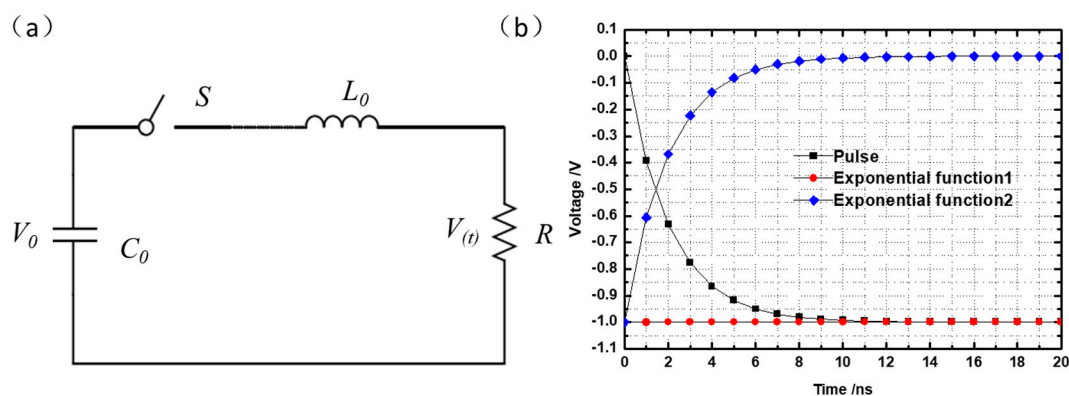 (a)
S
L0
V0
C0
V(t)
R
(b)
Voltage /V
0.1
0.0
-0.1
-0.2
-0.3
-0.4
-0.5
-0.6
-0.7
-0.8
-0.9
-1.0
-1.1
Pulse
Exponential function1
Exponential function2
0 2 4 6 8 10 12 14 16 18 20
Time /ns